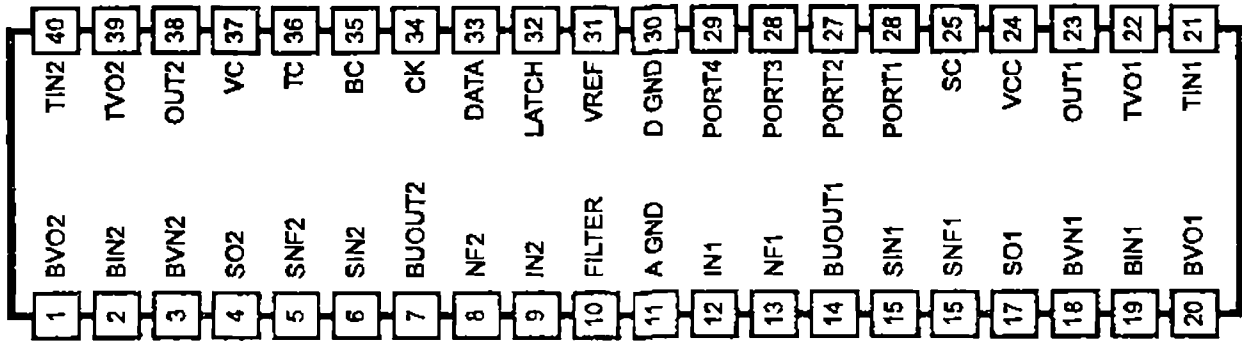 40 39 38 37 36 35 34 33 32 31 30 29 28 27 28 25 24 23 22 21
TIN2 TVO2 OUT2 VC TC BC CK DATA LATCH VREF D GND PORT4 PORT3 PORT2 PORT1 SC VCC OUT1 TVO1 TIN1
BVO2 BIN2 BVN2 SO2 SNF2 SIN2 BUOUT2 NF2 IN2 FILTER A GND IN1 NF1 BUOUT1 SIN1 SNF1 SO1 BVN1 BIN1 BVO1
1 2 3 4 5 6 7 8 9 10 11 12 13 14 15 15 17 18 19 20